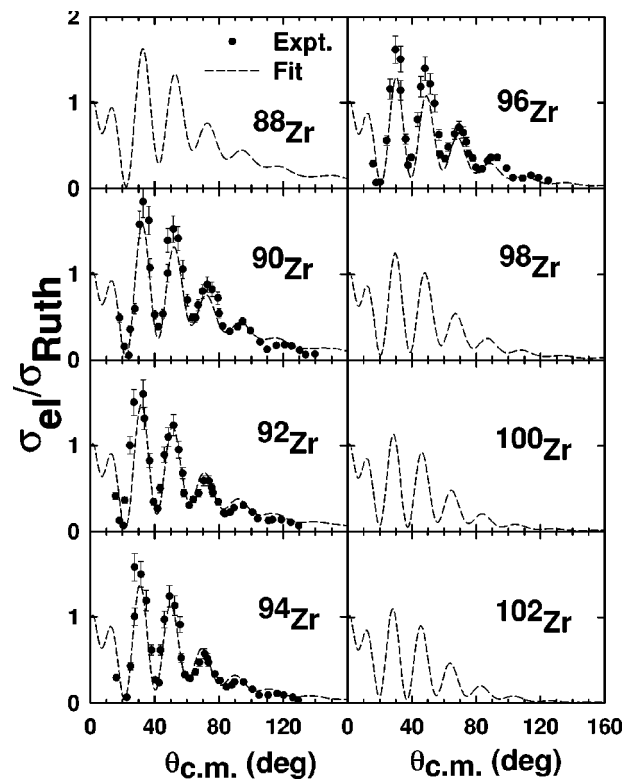 Expt.
Fit
2
1
0
88Zr
96Zr
1
0
90Zr
98Zr
σel/σRuth
1
0
92Zr
100Zr
1
0
94Zr
102Zr
0 40 80 120 0 40 80 120 160
θc.m. (deg) θc.m. (deg)